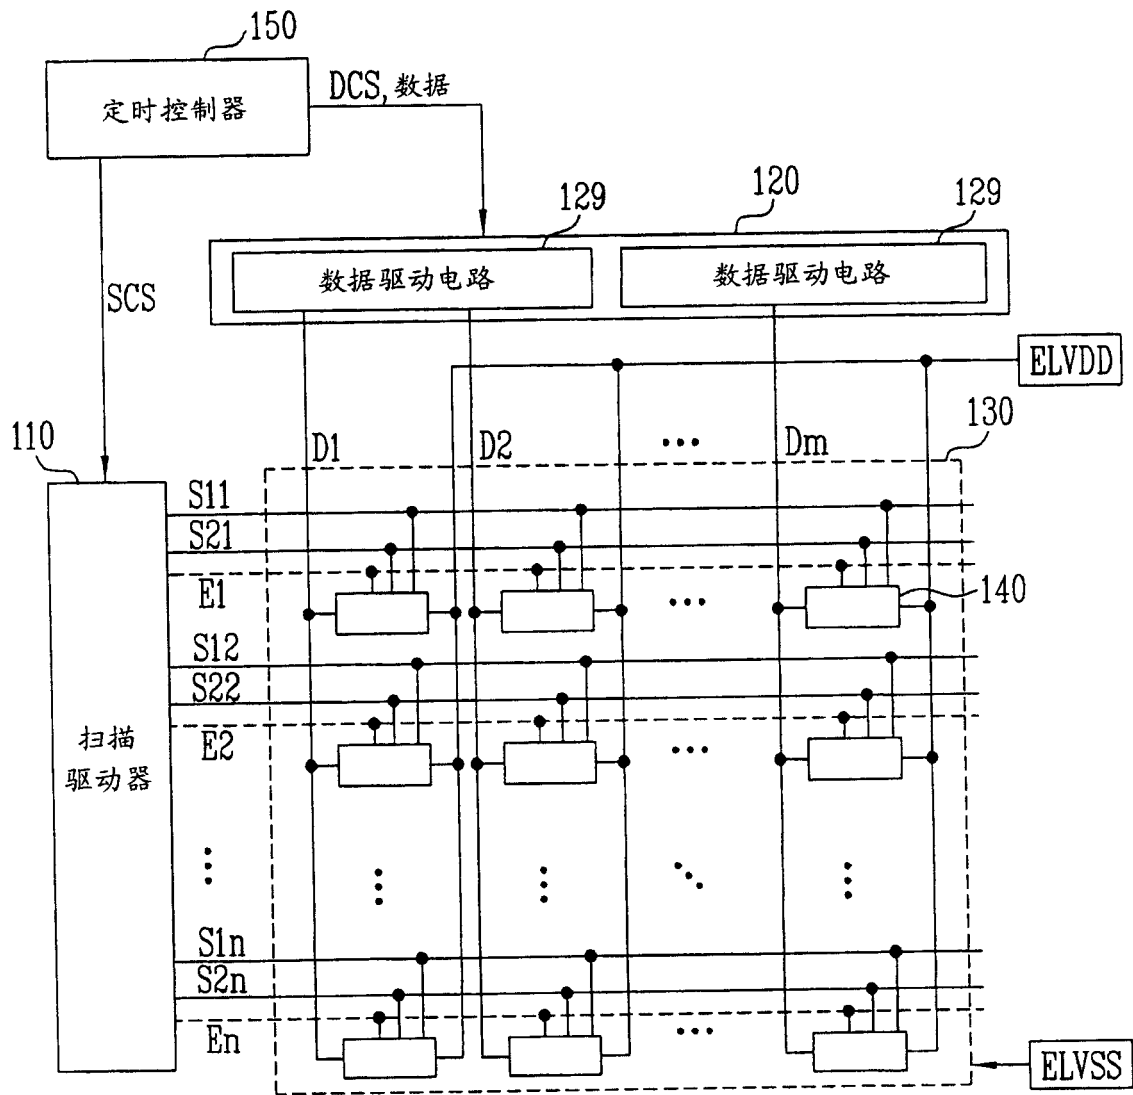 150
定时控制器
DCS,数据
SCS
120
129
129
数据驱动电路
数据驱动电路
ELVDD
110
D1
D2
Dm
130
S11
S21
E1
140
S12
S22
E2
扫描
驱动器
S1n
S2n
En
ELVSS